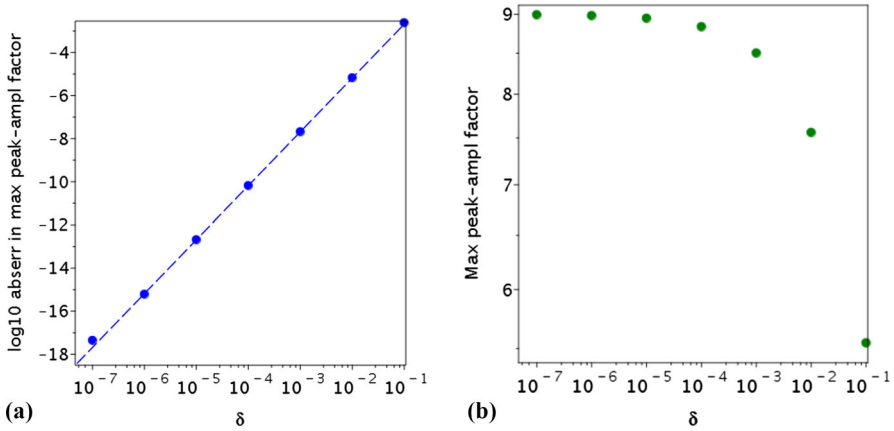 log10 abserr in max peak-ampl factor
-4
-6
-8
-10
-12
-14
-16
-18
10^-7 10^-6 10^-5 10^-4 10^-3 10^-2 10^-1
δ
(a)
Max peak-ampl factor
9
8
7
6
10^-7 10^-6 10^-5 10^-4 10^-3 10^-2 10^-1
δ
(b)